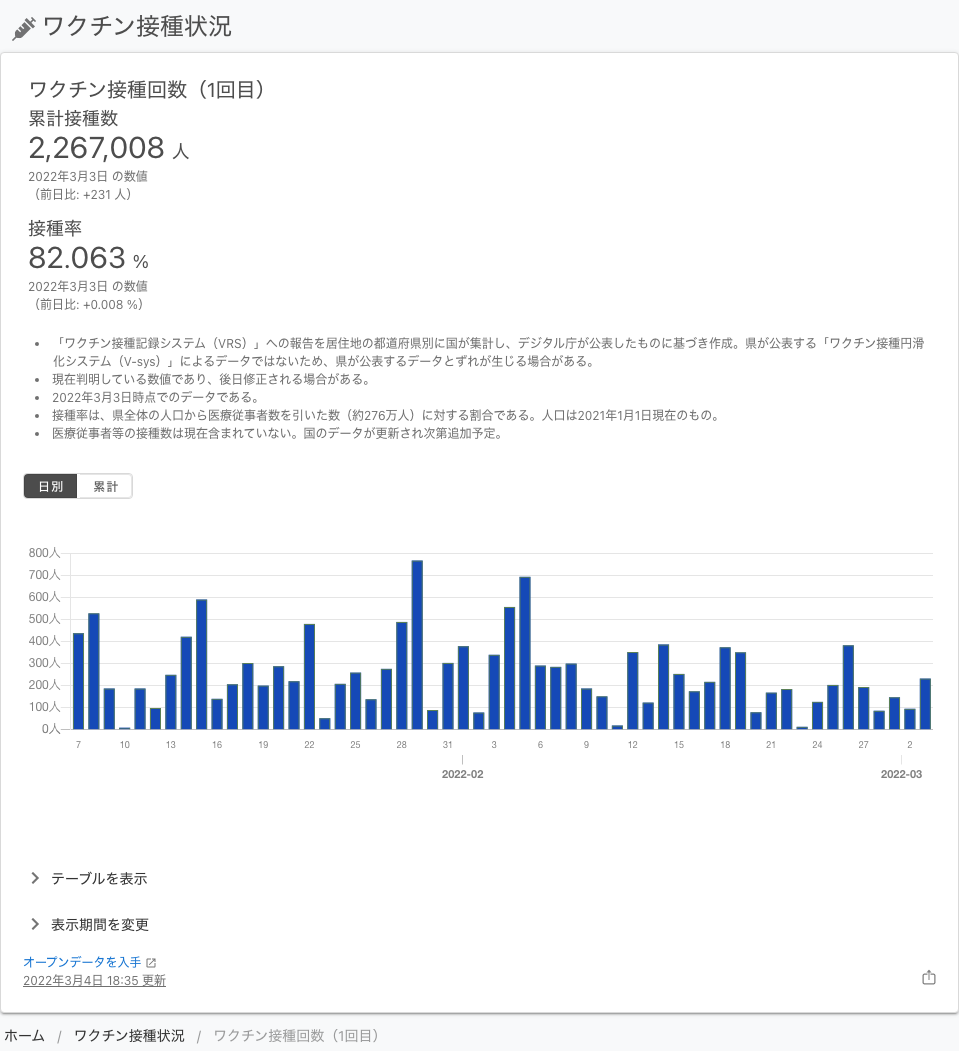 ワクチン接種状況
ワクチン接種回数（1回目）
累計接種数
2,267,008 人
2022年3月3日 の数値
（前日比: +231 人）
接種率
82.063 %
2022年3月3日 の数値
（前日比: +0.008 %）
• 「ワクチン接種記録システム（VRS）」への報告を居住地の都道府県別に国が集計し、デジタル庁が公表したものに基づき作成。県が公表する「ワクチン接種円滑
化システム（V-sys）」によるデータではないため、県が公表するデータとずれが生じる場合がある。
• 現在判明している数値であり、後日修正される場合がある。
• 2022年3月3日時点でのデータである。
• 接種率は、県全体の人口から医療従事者数を引いた数（約276万人）に対する割合である。人口は2021年1月1日現在のもの。
• 医療従事者等の接種数は現在含まれていない。国のデータが更新され次第追加予定。
日別 累計
800人
700人
600人
500人
400人
300人
200人
100人
0人
7 10 13 16 19 22 25 28 31 3 6 9 12 15 18 21 24 27 2
2022-02 2022-03
テーブルを表示
表示期間を変更
オープンデータを入手
2022年3月4日 18:35 更新
ホーム / ワクチン接種状況 / ワクチン接種回数（1回目）